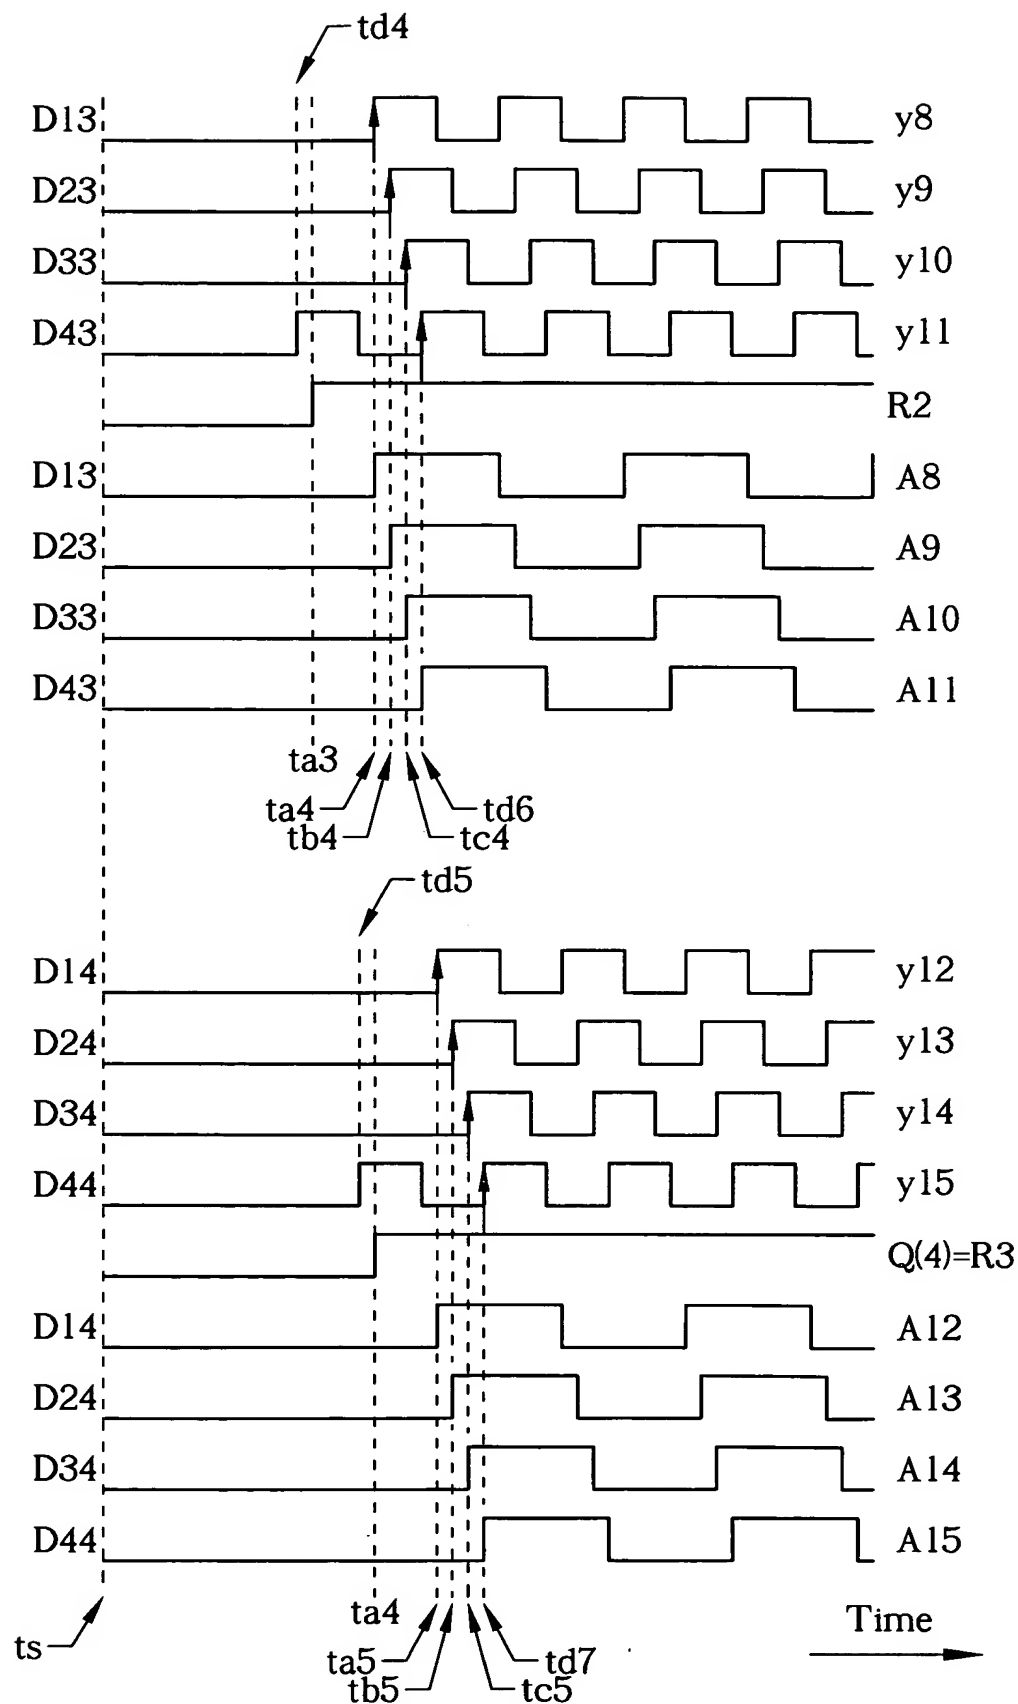 td4
D13 y8
D23 y9
D33 y10
D43 y11
R2
D13 A8
D23 A9
D33 A10
D43 A11
ta3
ta4 td6
tb4 tc4
td5
D14 y12
D24 y13
D34 y14
D44 y15
Q(4)=R3
D14 A12
D24 A13
D34 A14
D44 A15
ta4 Time
ts ta5 td7
tb5 tc5